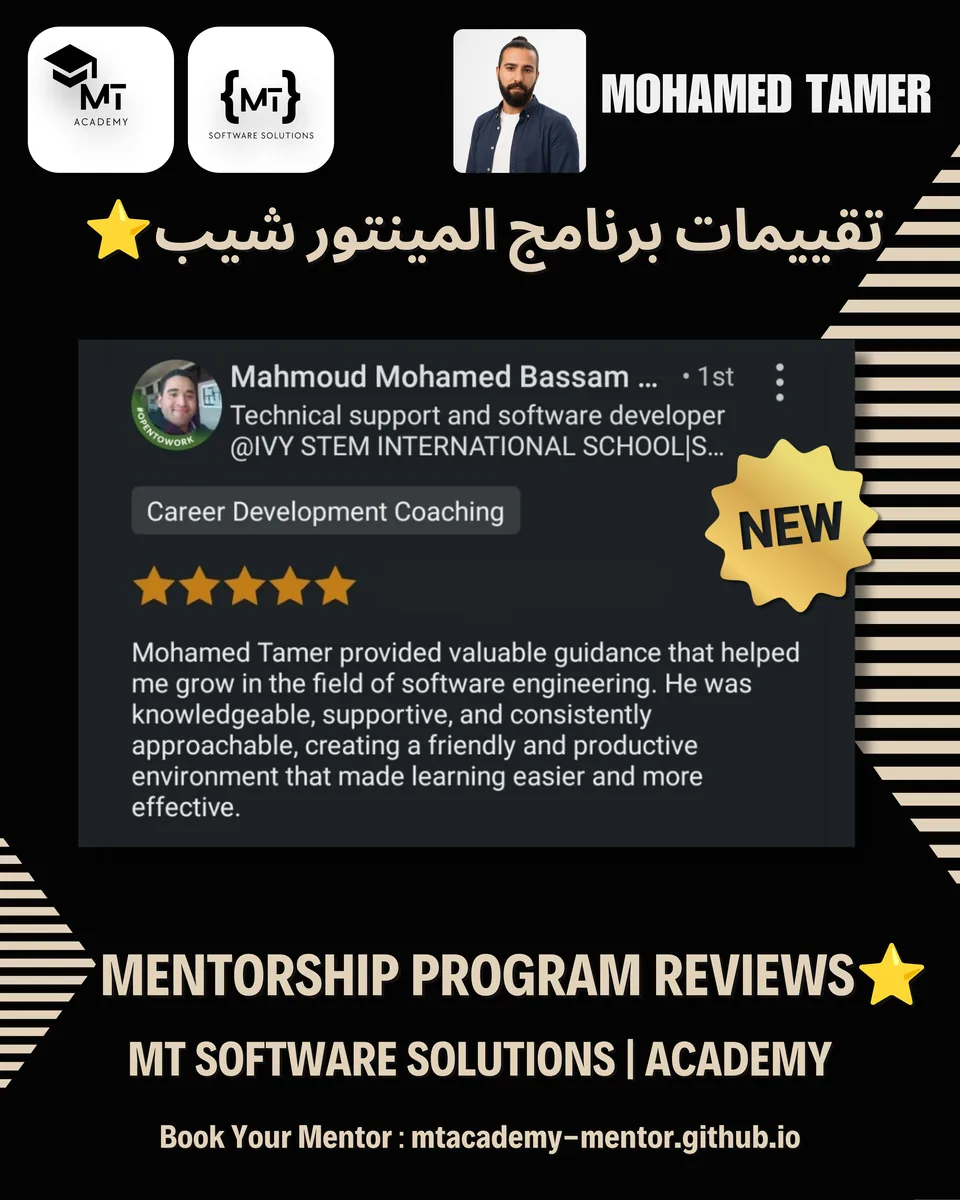 MT
ACADEMY
{MT}
SOFTWARE SOLUTIONS
MOHAMED TAMER
تقييمات برنامج المينتور شيب⭐
Mahmoud Mohamed Bassam ... • 1st
Technical support and software developer
@IVY STEM INTERNATIONAL SCHOOL|S...
#OPENTOWORK
Career Development Coaching
NEW
Mohamed Tamer provided valuable guidance that helped
me grow in the field of software engineering. He was
knowledgeable, supportive, and consistently
approachable, creating a friendly and productive
environment that made learning easier and more
effective.
MENTORSHIP PROGRAM REVIEWS⭐
MT SOFTWARE SOLUTIONS | ACADEMY
Book Your Mentor : mtacademy-mentor.github.io